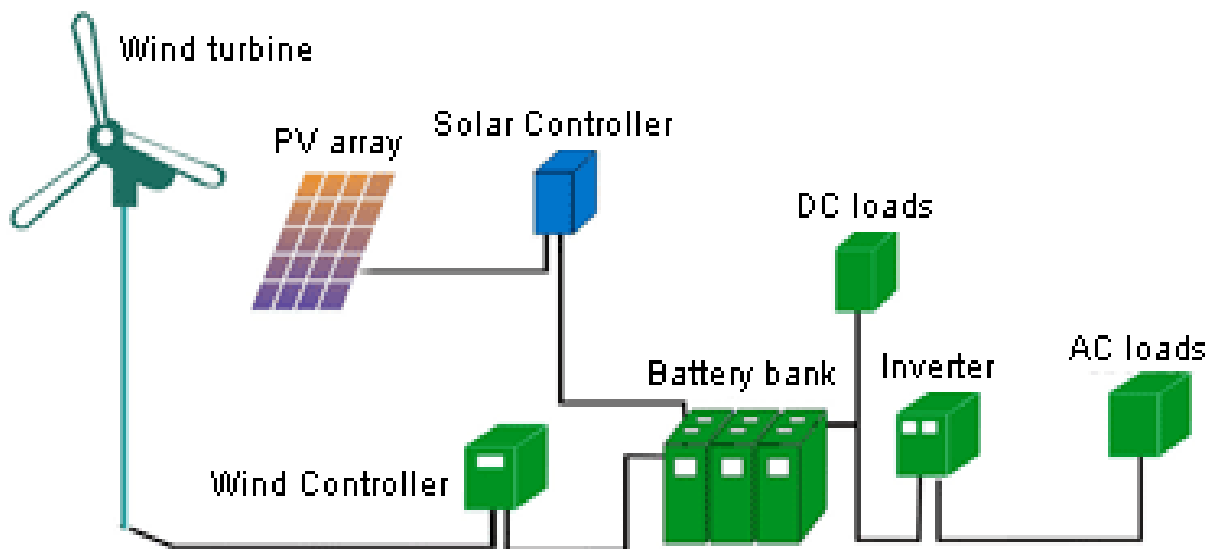 Wind turbine
PV array
Solar Controller
DC loads
Battery bank
Inverter
AC loads
Wind Controller